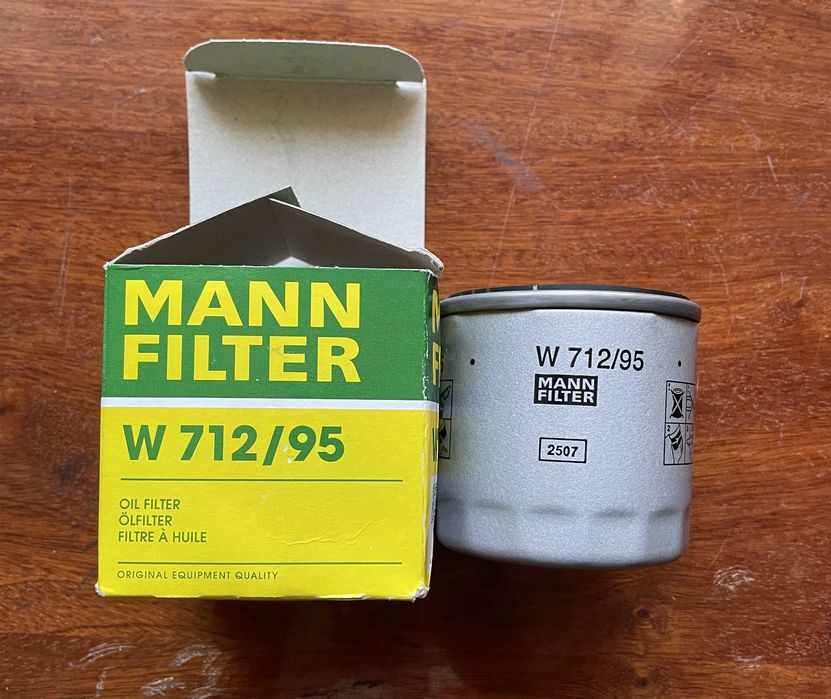 MANN
FILTER
W 712/95
OIL FILTER
ÖLFILTER
FILTRE À HUILE
ORIGINAL EQUIPMENT QUALITY
W 712/95
MANN
FILTER
2507